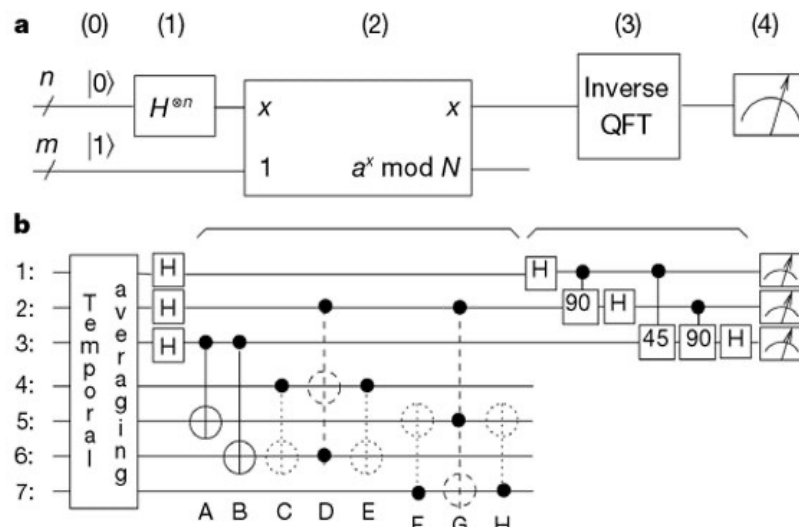 a (0) (1) (2) (3) (4)
n |0⟩ H⊗n x x Inverse QFT
m |1⟩ 1 aˣ mod N
b
1: H H
2: H 90 H
3: H 45 90 H
4:
5:
6:
7:
Temporal averaging
A B C D E F G H